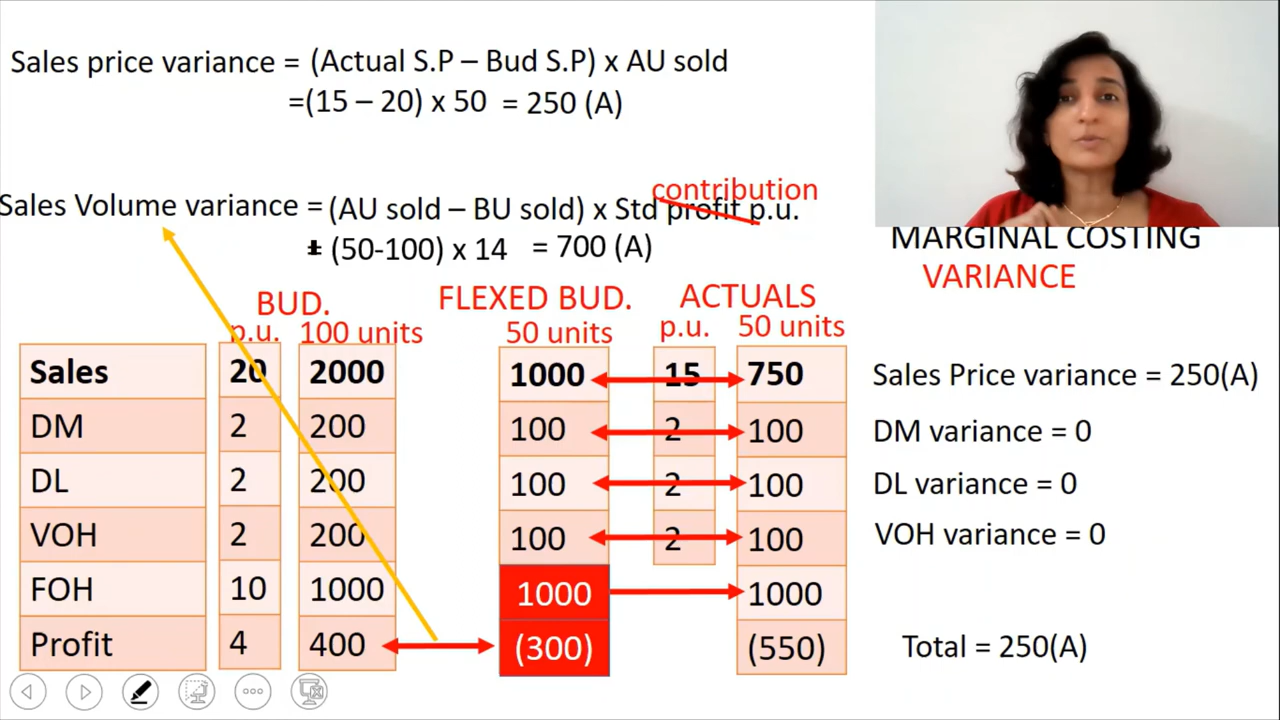 Sales price variance = (Actual S.P – Bud S.P) x AU sold
=(15 – 20) x 50 = 250 (A)
contribution
Sales Volume variance = (AU sold – BU sold) x Std profit p.u.
± (50-100) x 14 = 700 (A)
MARGINAL COSTING
VARIANCE
BUD. FLEXED BUD. ACTUALS
p.u. 100 units 50 units p.u. 50 units
Sales 20 2000 1000 15 750 Sales Price variance = 250(A)
DM 2 200 100 2 100 DM variance = 0
DL 2 200 100 2 100 DL variance = 0
VOH 2 200 100 2 100 VOH variance = 0
FOH 10 1000 1000 1000
Profit 4 400 (300) (550) Total = 250(A)